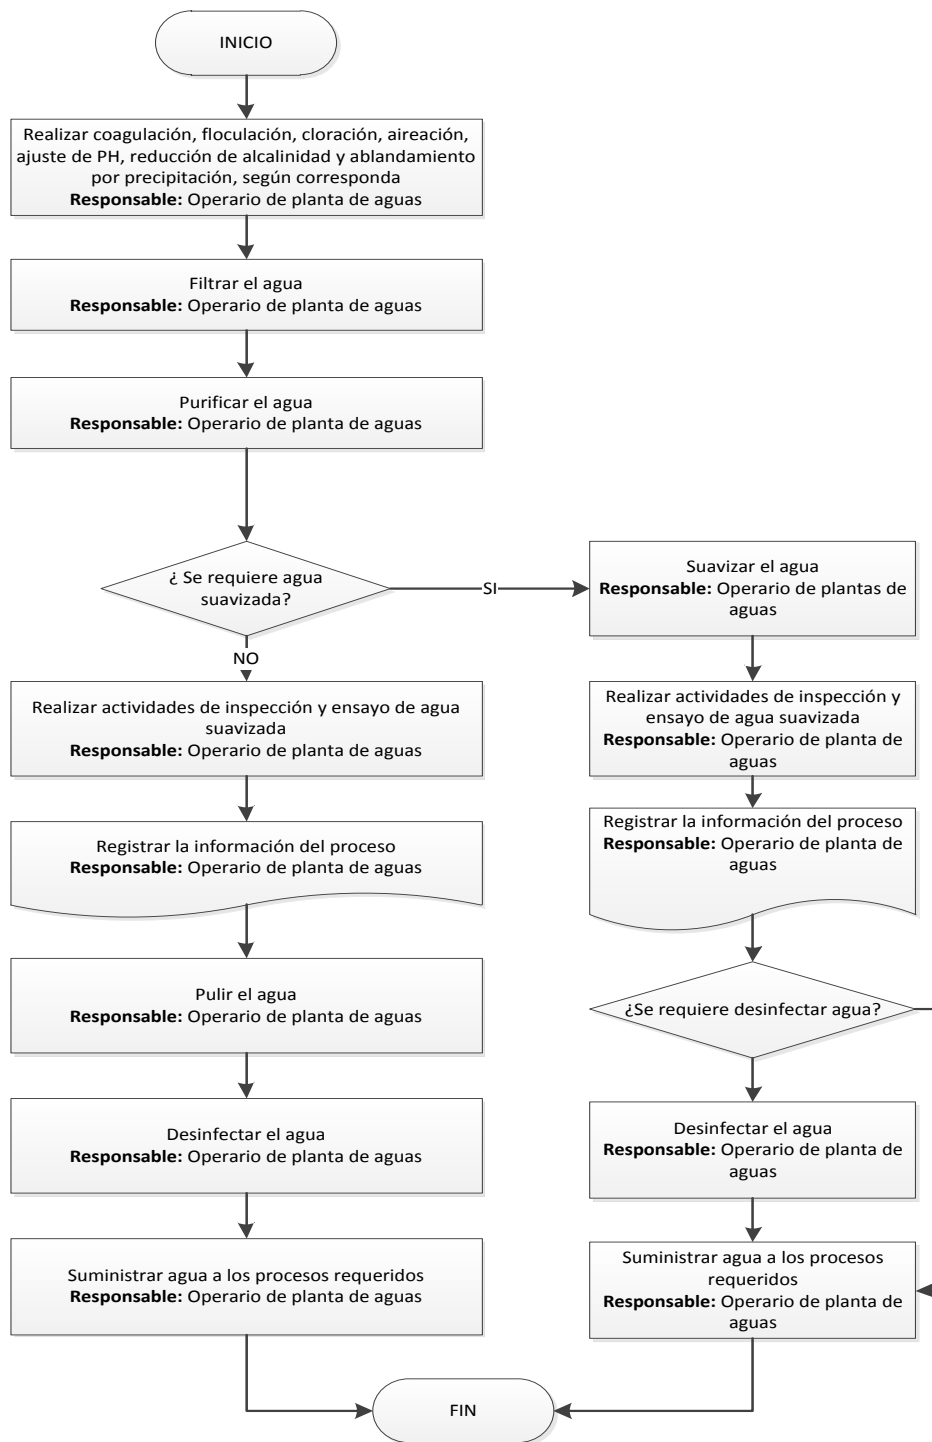 INICIO
Realizar coagulación, floculación, cloración, aireación,
ajuste de PH, reducción de alcalinidad y ablandamiento
por precipitación, según corresponda
Responsable: Operario de planta de aguas
Filtrar el agua
Responsable: Operario de planta de aguas
Purificar el agua
Responsable: Operario de planta de aguas
¿ Se requiere agua
suavizada?
SI
NO
Suavizar el agua
Responsable: Operario de plantas de
aguas
Realizar actividades de inspección y ensayo de agua
suavizada
Responsable: Operario de planta de aguas
Registrar la información del proceso
Responsable: Operario de planta de aguas
Pulir el agua
Responsable: Operario de planta de aguas
Desinfectar el agua
Responsable: Operario de planta de aguas
Suministrar agua a los procesos requeridos
Responsable: Operario de planta de aguas
Realizar actividades de inspección y
ensayo de agua suavizada
Responsable: Operario de planta de
aguas
Registrar la información del proceso
Responsable: Operario de planta de
aguas
¿Se requiere desinfectar agua?
Desinfectar el agua
Responsable: Operario de planta de
aguas
Suministrar agua a los procesos
requeridos
Responsable: Operario de planta de
aguas
FIN